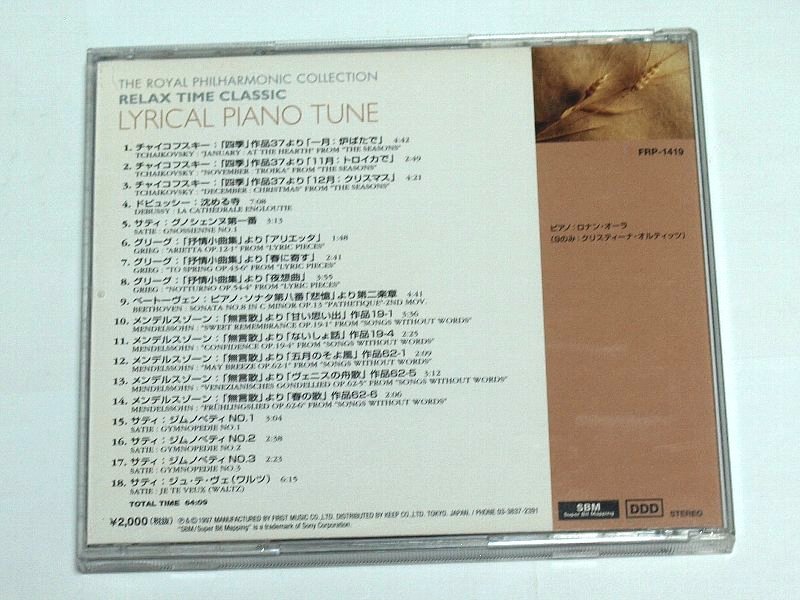 THE ROYAL PHILHARMONIC COLLECTION
RELAX TIME CLASSIC
LYRICAL PIANO TUNE
1. チャイコフスキー：「四季」作品37より「一月：炉ばたで」 4:42
TCHAIKOVSKY : "JANUARY : AT THE HEARTH" FROM "THE SEASONS"
2. チャイコフスキー：「四季」作品37より「11月：トロイカで」 2:49
TCHAIKOVSKY : "NOVEMBER : TROIKA" FROM "THE SEASONS"
3. チャイコフスキー：「四季」作品37より「12月：クリスマス」 4:21
TCHAIKOVSKY : "DECEMBER : CHRISTMAS" FROM "THE SEASONS"
4. ドビュッシー：沈める寺 7:08
DEBUSSY : LA CATHÉDRALE ENGLOUTIE
5. サティ：グノシェンヌ第一番 3:13
SATIE : GNOSSIENNE NO.1
6. グリーグ：「抒情小曲集」より「アリエッタ」 1:48
GRIEG : "ARIETTA OP.12-1" FROM "LYRIC PIECES"
7. グリーグ：「抒情小曲集」より「春に寄す」 2:41
GRIEG : "TO SPRING OP.43-6" FROM "LYRIC PIECES"
8. グリーグ：「抒情小曲集」より「夜想曲」 3:55
GRIEG : "NOTTURNO OP.54-4" FROM "LYRIC PIECES"
9. ベートーヴェン：ピアノ・ソナタ第八番「悲愴」より第二楽章 4:41
BEETHOVEN : SONATA NO.8 IN C MINOR OP.13 "PATHETIQUE"-2ND MOV.
10. メンデルスゾーン：「無言歌」より「甘い思い出」作品19-1 3:36
MENDELSSOHN : "SWEET REMEMBRANCE OP.19-1" FROM "SONGS WITHOUT WORDS"
11. メンデルスゾーン：「無言歌」より「ないしょ話」作品19-4 2:25
MENDELSSOHN : "CONFIDENCE OP.19-4" FROM "SONGS WITHOUT WORDS"
12. メンデルスゾーン：「無言歌」より「五月のそよ風」作品62-1 2:09
MENDELSSOHN : "MAY BREEZE OP.62-1" FROM "SONGS WITHOUT WORDS"
13. メンデルスゾーン：「無言歌」より「ヴェニスの舟歌」作品62-5 3:12
MENDELSSOHN : "VENEZIANISCHES GONDELLIED OP.62-5" FROM "SONGS WITHOUT WORDS"
14. メンデルスゾーン：「無言歌」より「春の歌」作品62-6 2:06
MENDELSSOHN : "FRÜHLINGSLIED OP.62-6" FROM "SONGS WITHOUT WORDS"
15. サティ：ジムノペティNO.1 3:04
SATIE : GYMNOPEDIE NO.1
16. サティ：ジムノペティNO.2 2:38
SATIE : GYMNOPEDIE NO.2
17. サティ：ジムノペティNO.3 2:23
SATIE : GYMNOPEDIE NO.3
18. サティ：ジュ・テ・ヴェ（ワルツ） 6:15
SATIE : JE TE VEUX (WALTZ)
TOTAL TIME 64:09
¥2,000(税抜) ℗&© 1997 MANUFACTURED BY FIRST MUSIC CO.,LTD. DISTRIBUTED BY KEEP CO.,LTD. TOKYO. JAPAN. / PHONE 03-3837-2391
"SBM/Super Bit Mapping" is a trademark of Sony Corporation.
FRP-1419
ピアノ：ロナン・オーラ
（9のみ：クリスティーナ・オルティッツ）
SBM
Super Bit Mapping
DDD
STEREO